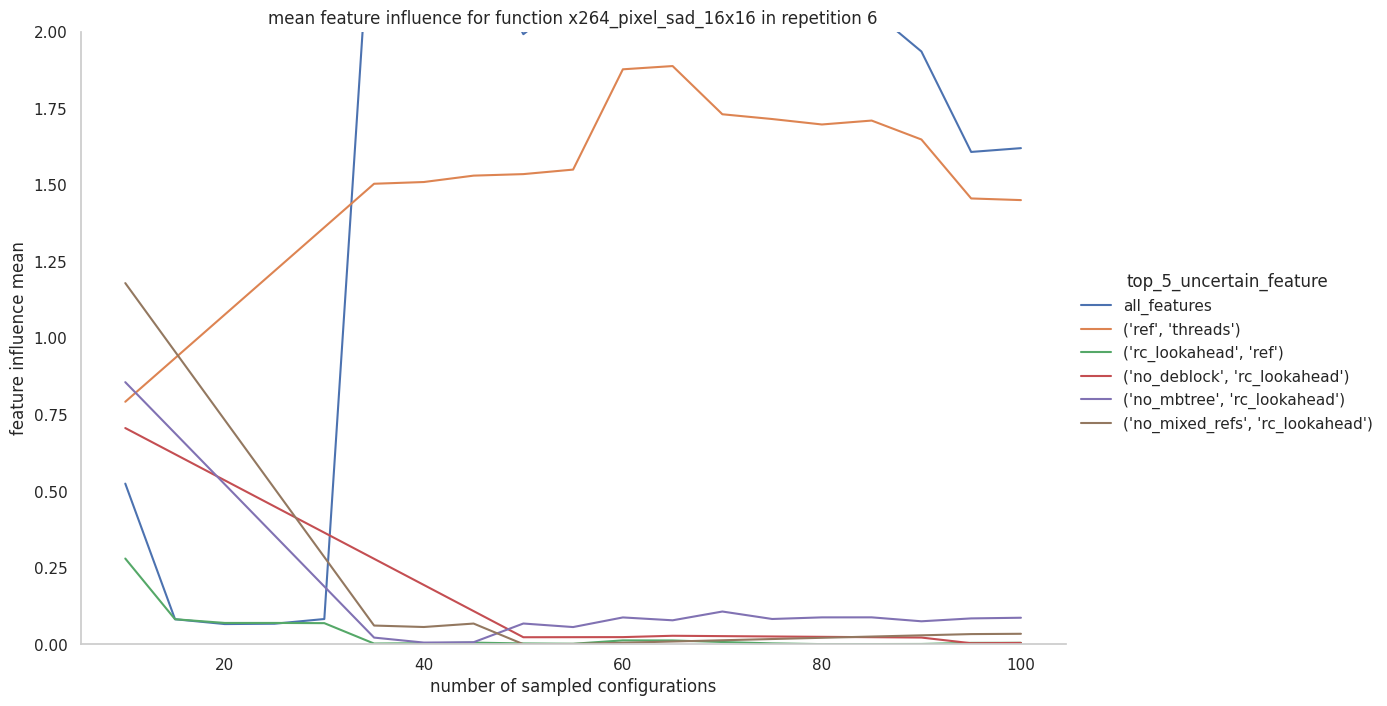 mean feature influence for function x264_pixel_sad_16x16 in repetition 6
2.00
1.75
1.50
1.25
1.00
0.75
0.50
0.25
0.00
feature influence mean
20 40 60 80 100
number of sampled configurations
top_5_uncertain_feature
all_features
('ref', 'threads')
('rc_lookahead', 'ref')
('no_deblock', 'rc_lookahead')
('no_mbtree', 'rc_lookahead')
('no_mixed_refs', 'rc_lookahead')